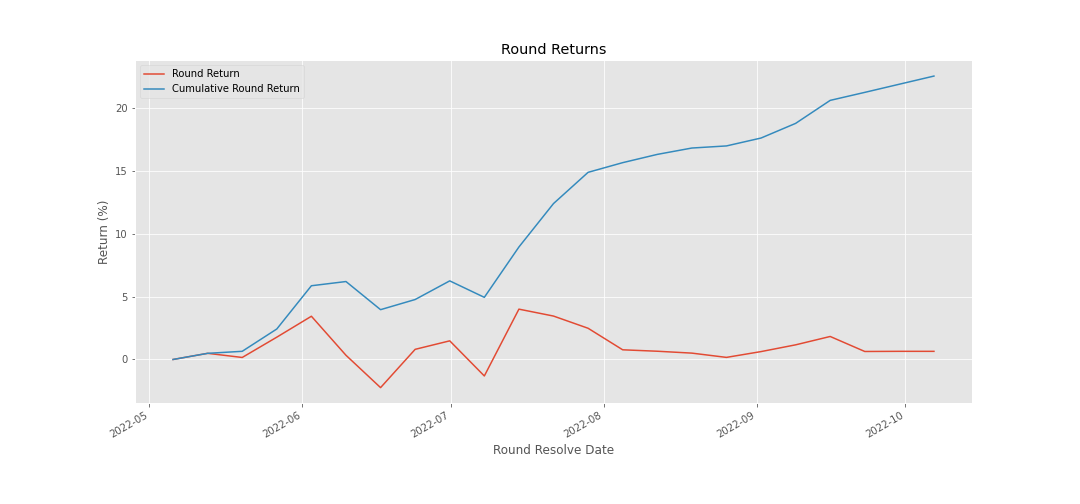 Round Returns
Round Return
Cumulative Round Return
Return (%)
20
15
10
5
0
2022-05
2022-06
2022-07
2022-08
2022-09
2022-10
Round Resolve Date